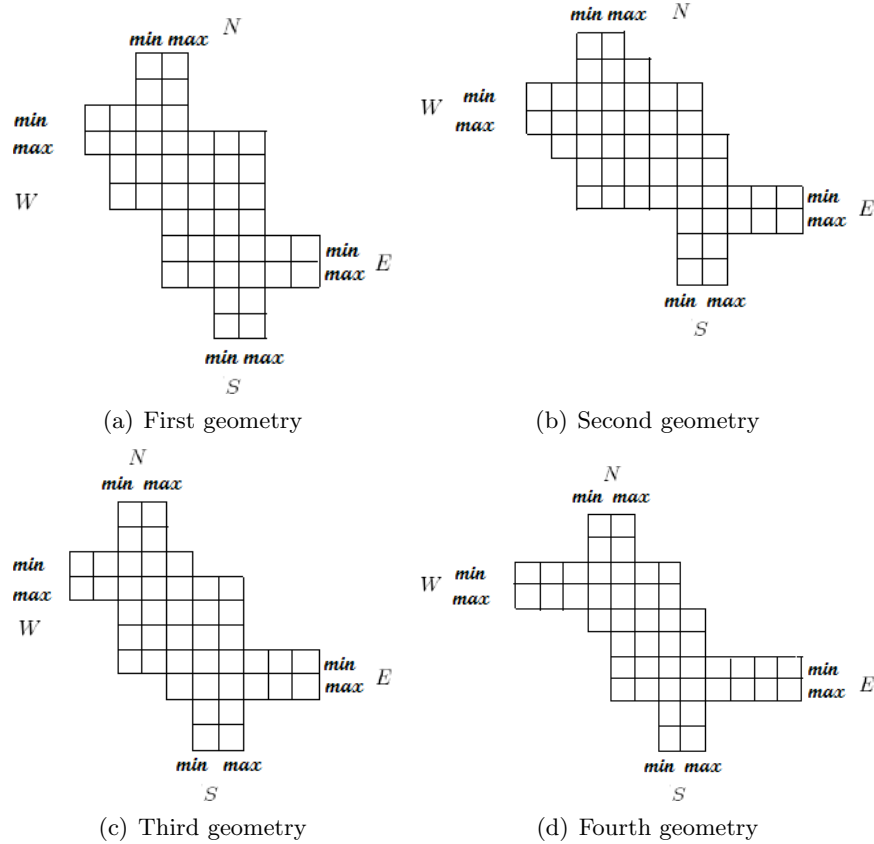 N
min max
min
max
W
min
max
E
min max
S
(a) First geometry
N
min max
W min
max
min
max
E
min max
S
(b) Second geometry
N
min max
min
max
W
min
max
E
min max
S
(c) Third geometry
N
min max
W min
max
min
max
E
min max
S
(d) Fourth geometry